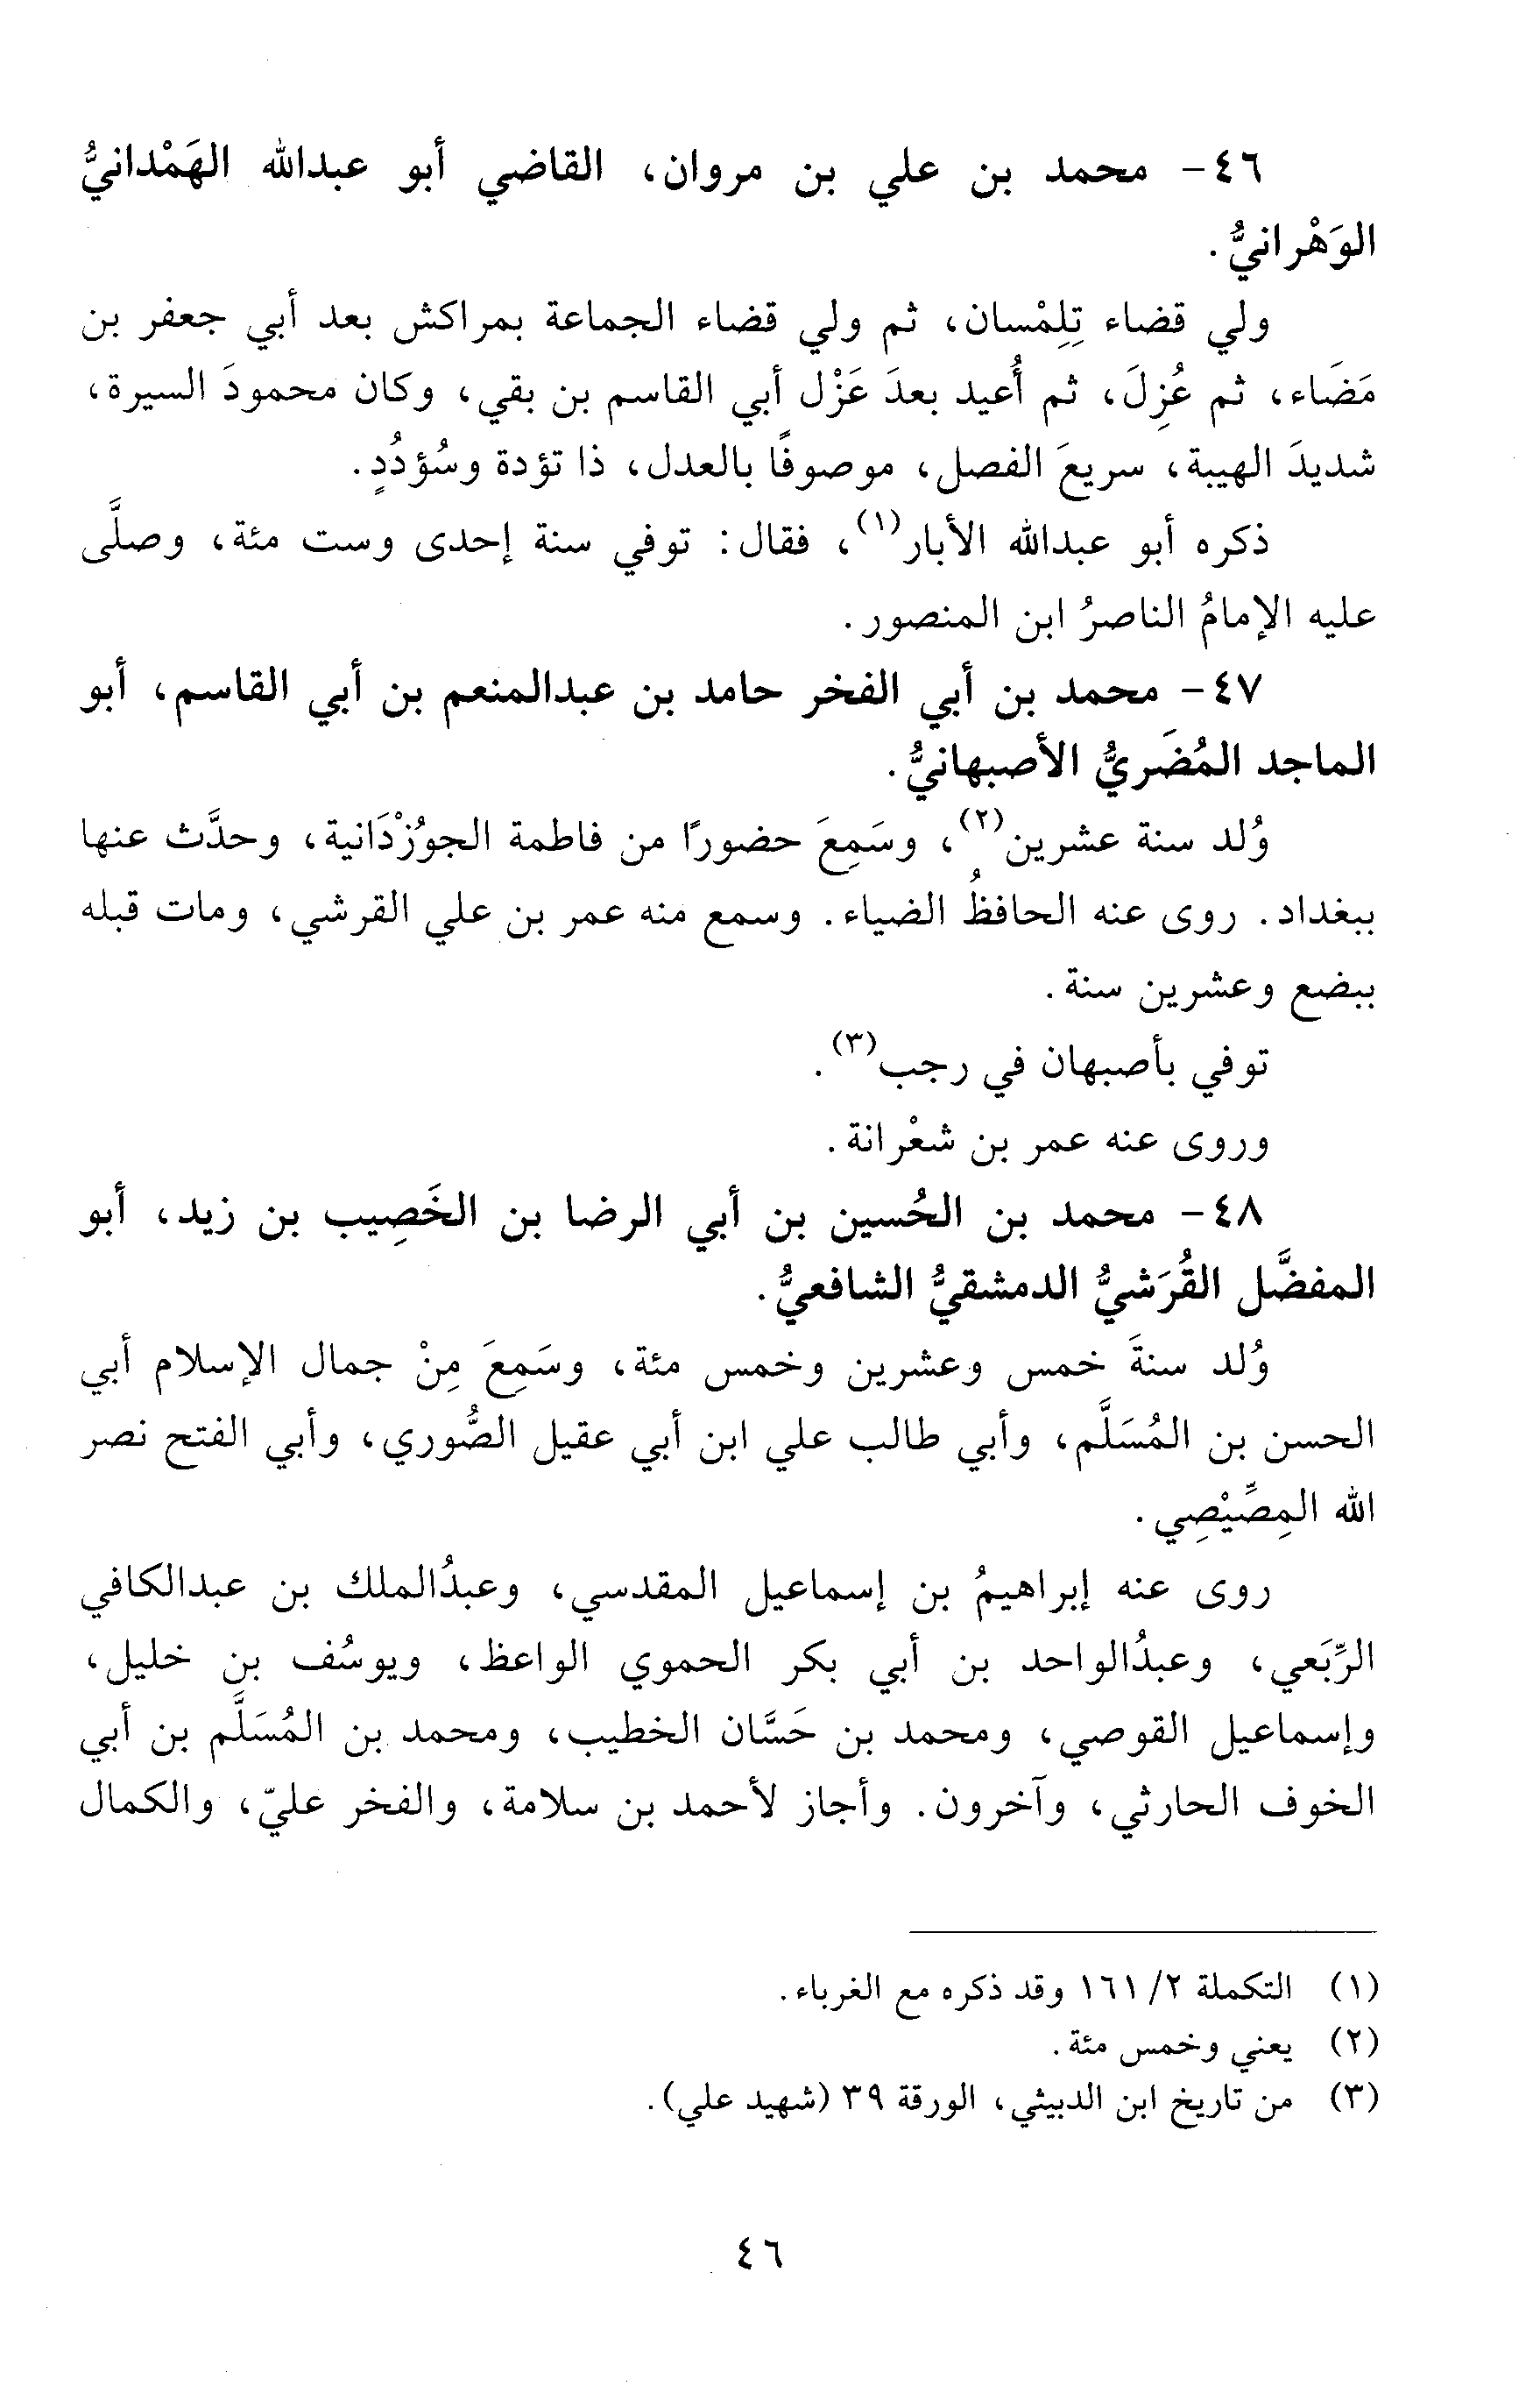 ٤٦- محمد بن علي بن مروان، القاضي أبو عبدالله الهَمْدانيُّ
الوَهْرانيُّ.
ولي قضاء تِلِمْسان، ثم ولي قضاء الجماعة بمراكش بعد أبي جعفر بن
مَضَاء، ثم عُزِلَ، ثم أُعيد بعدَ عَزْل أبي القاسم بن بقي، وكان محمودَ السيرة،
شديدَ الهيبة، سريعَ الفصل، موصوفًا بالعدل، ذا تؤدة وسُؤدُدٍ.
ذكره أبو عبدالله الأبار(١)، فقال: توفي سنة إحدى وست مئة، وصلَّى
عليه الإمامُ الناصرُ ابن المنصور.
٤٧- محمد بن أبي الفخر حامد بن عبدالمنعم بن أبي القاسم، أبو
الماجد المُضَريُّ الأصبهانيُّ.
وُلد سنة عشرين(٢)، وسَمِعَ حضورًا من فاطمة الجوُزْدَانية، وحدَّث عنها
ببغداد. روى عنه الحافظُ الضياء. وسمع منه عمر بن علي القرشي، ومات قبله
ببضع وعشرين سنة.
توفي بأصبهان في رجب(٣).
وروى عنه عمر بن شعْرانة.
٤٨- محمد بن الحُسين بن أبي الرضا بن الخَصِيب بن زيد، أبو
المفضَّل القُرَشيُّ الدمشقيُّ الشافعيُّ.
وُلد سنةَ خمس وعشرين وخمس مئة، وسَمِعَ مِنْ جمال الإسلام أبي
الحسن بن المُسَلَّم، وأبي طالب علي ابن أبي عقيل الصُّوري، وأبي الفتح نصر
الله المِصِّيْصِي.
روى عنه إبراهيمُ بن إسماعيل المقدسي، وعبدُالملك بن عبدالكافي
الرِّبَعي، وعبدُالواحد بن أبي بكر الحموي الواعظ، ويوسُف بن خليل،
وإسماعيل القوصي، ومحمد بن حَسَّان الخطيب، ومحمد بن المُسَلَّم بن أبي
الخوف الحارثي، وآخرون. وأجاز لأحمد بن سلامة، والفخر عليّ، والكمال
(١) التكملة ٢/ ١٦١ وقد ذكره مع الغرباء.
(٢) يعني وخمس مئة.
(٣) من تاريخ ابن الدبيثي، الورقة ٣٩ (شهيد علي).
٤٦